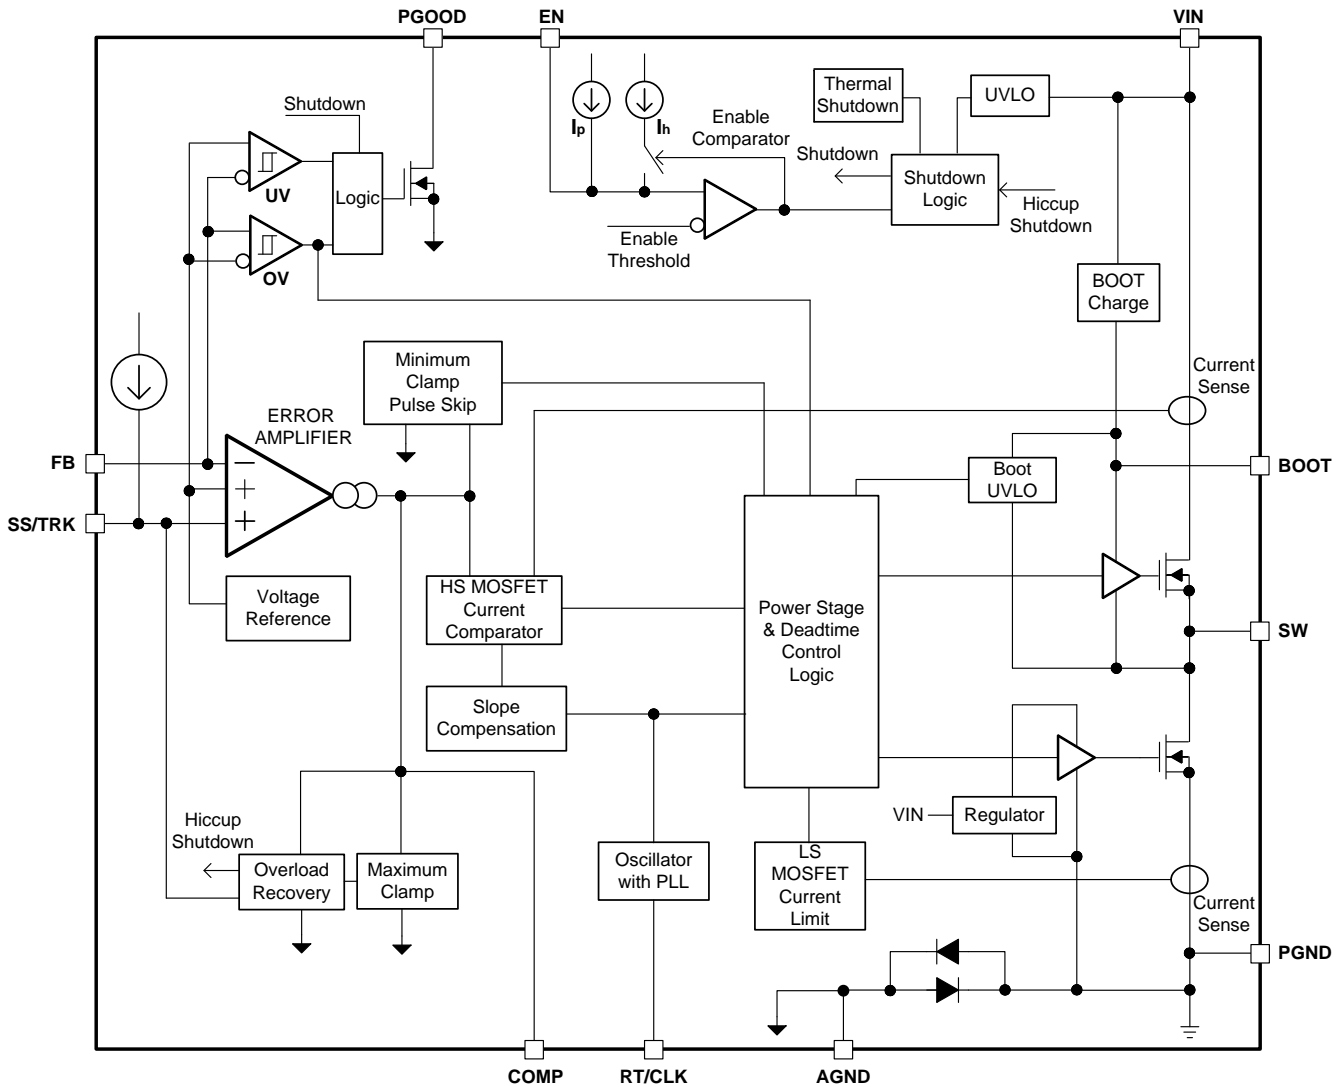 PGOOD
EN
VIN
Shutdown
UV
Logic
OV
Ip
Ih
Enable
Comparator
Enable
Threshold
Thermal
Shutdown
UVLO
Shutdown
Shutdown
Logic
Hiccup
Shutdown
BOOT
Charge
Current
Sense
Minimum
Clamp
Pulse Skip
ERROR
AMPLIFIER
FB
SS/TRK
−
+
+
Voltage
Reference
HS MOSFET
Current
Comparator
Slope
Compensation
Power Stage
& Deadtime
Control
Logic
Boot
UVLO
BOOT
SW
VIN
Regulator
Hiccup
Shutdown
Overload
Recovery
Maximum
Clamp
Oscillator
with PLL
LS
MOSFET
Current
Limit
Current
Sense
PGND
COMP
RT/CLK
AGND